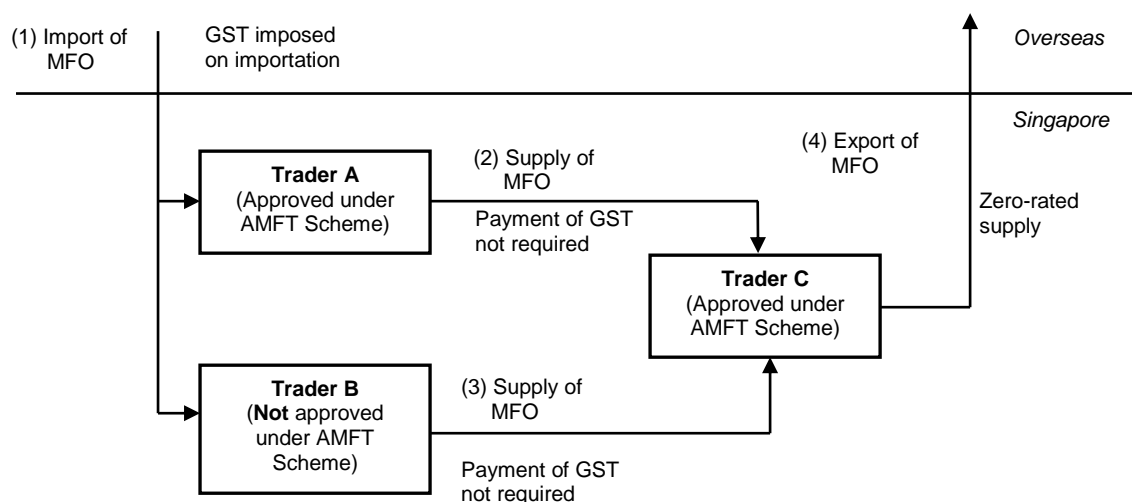 (1) Import of
MFO
GST imposed
on importation
Overseas
Singapore
Trader A
(Approved under
AMFT Scheme)
(2) Supply of
MFO
Payment of GST
not required
(4) Export of
MFO
Zero-rated
supply
Trader C
(Approved under
AMFT Scheme)
Trader B
(Not approved
under AMFT
Scheme)
(3) Supply of
MFO
Payment of GST
not required